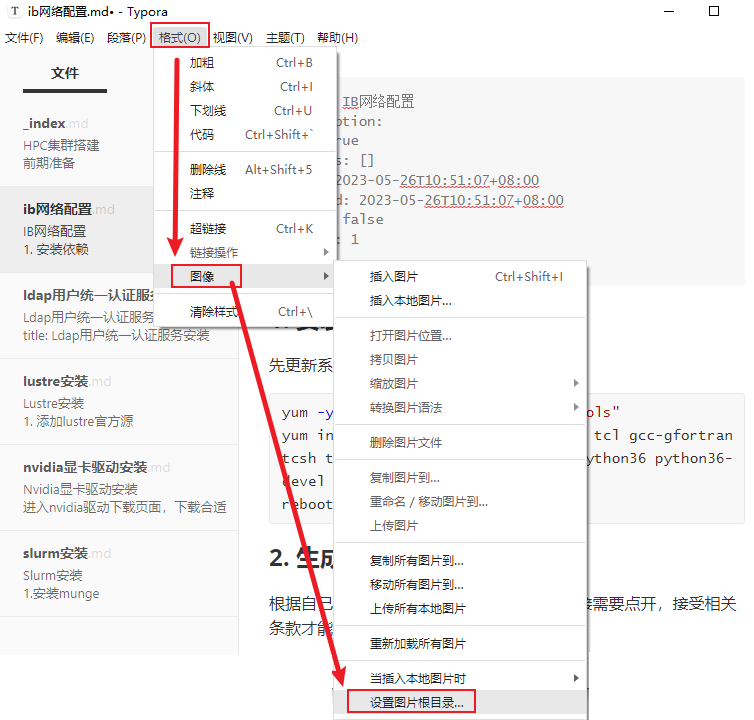 T ib网络配置.md• - Typora
文件(F) 编辑(E) 段落(P) 格式(O) 视图(V) 主题(T) 帮助(H)
文件
_index.md
HPC集群搭建
前期准备
ib网络配置.md
IB网络配置
1. 安装依赖
ldap用户统一认证服务
Ldap用户统一认证服务
title: Ldap用户统一认证服务安装
lustre安装.md
Lustre安装
1. 添加lustre官方源
nvidia显卡驱动安装.md
Nvidia显卡驱动安装
进入nvidia驱动下载页面，下载合适
slurm安装.md
Slurm安装
1.安装munge
加粗 Ctrl+B
斜体 Ctrl+I
下划线 Ctrl+U
代码 Ctrl+Shift+`
删除线 Alt+Shift+5
注释
超链接 Ctrl+K
链接操作
图像
清除样式 Ctrl+\
IB网络配置
ption:
rue
s: []
2023-05-26T10:51:07+08:00
d: 2023-05-26T10:51:07+08:00
false
: 1
先更新系
yum -y ols"
yum in tcl gcc-gfortran
tcsh t ython36 python36-
devel
reboot
2. 生成
根据自己 接需要点开，接受相关
条款才能
插入图片 Ctrl+Shift+I
插入本地图片...
打开图片位置...
拷贝图片
缩放图片
转换图片语法
删除图片文件
复制图片到...
重命名 / 移动图片到...
上传图片
复制所有图片到...
移动所有图片到...
上传所有本地图片
重新加载所有图片
当插入本地图片时
设置图片根目录...